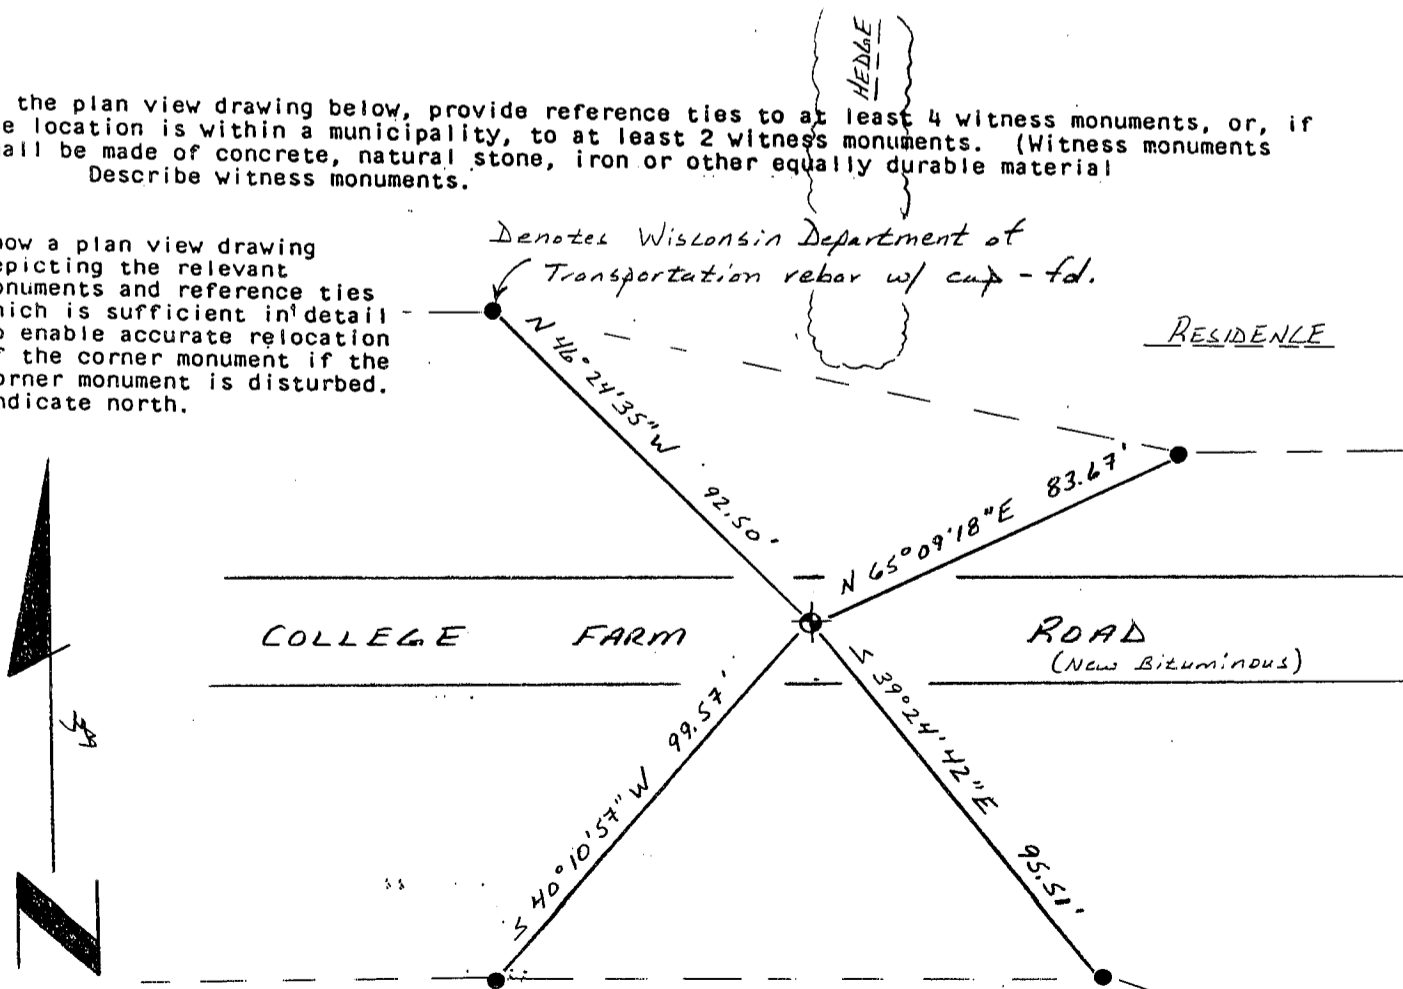 HEDGE
the plan view drawing below, provide reference ties to at least 4 witness monuments, or, if
e location is within a municipality, to at least 2 witness monuments. (Witness monuments
all be made of concrete, natural stone, iron or other equally durable material
Describe witness monuments.
Denotes Wisconsin Department of
Transportation rebar w/ cap - fd.
ow a plan view drawing
epicting the relevant
onuments and reference ties
hich is sufficient in detail
o enable accurate relocation
f the corner monument if the
orner monument is disturbed.
ndicate north.
RESIDENCE
N 46° 24' 35" W 92.50'
N 65° 09' 18" E 83.67'
COLLEGE FARM ROAD
(New Bituminous)
S 40° 10' 57" W 99.57'
S 39° 24' 42" E 95.51'
N